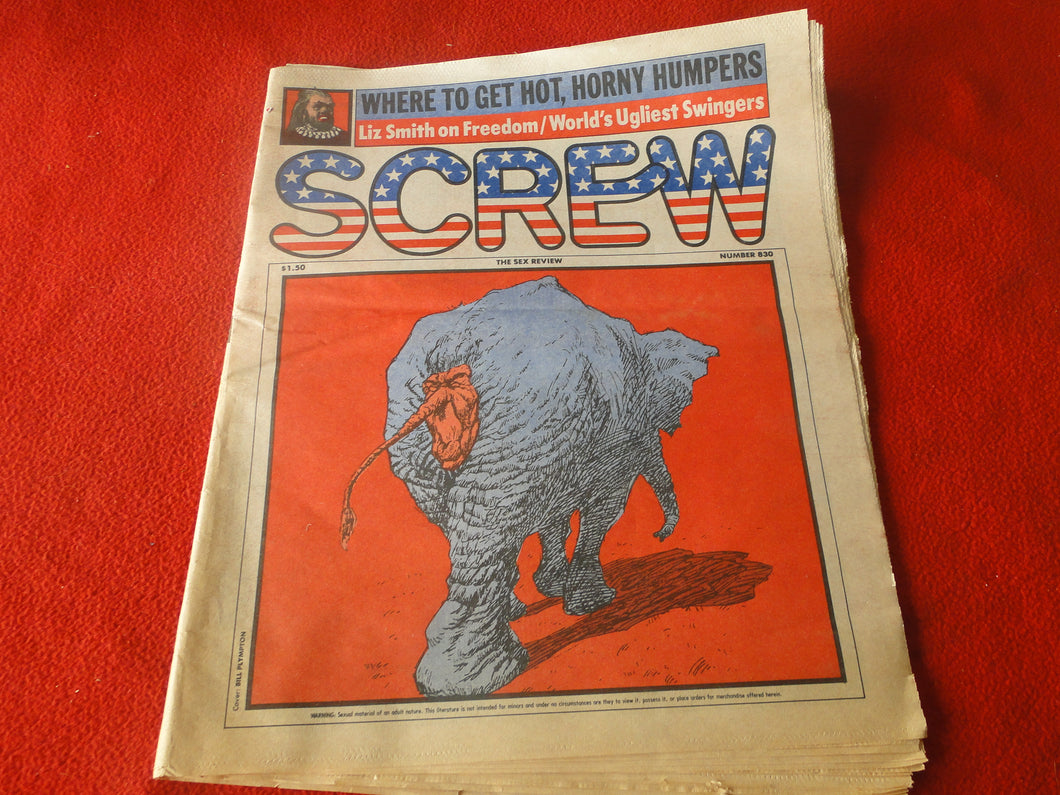 WHERE TO GET HOT, HORNY HUMPERS
Liz Smith on Freedom/World's Ugliest Swingers
SCREW
$1.50
THE SEX REVIEW
NUMBER 830
Cover: BILL PLYMPTON
WARNING: Sexual material of an adult nature. This literature is not intended for minors and under no circumstances are they to view it, possess it, or place orders for merchandise offered herein.